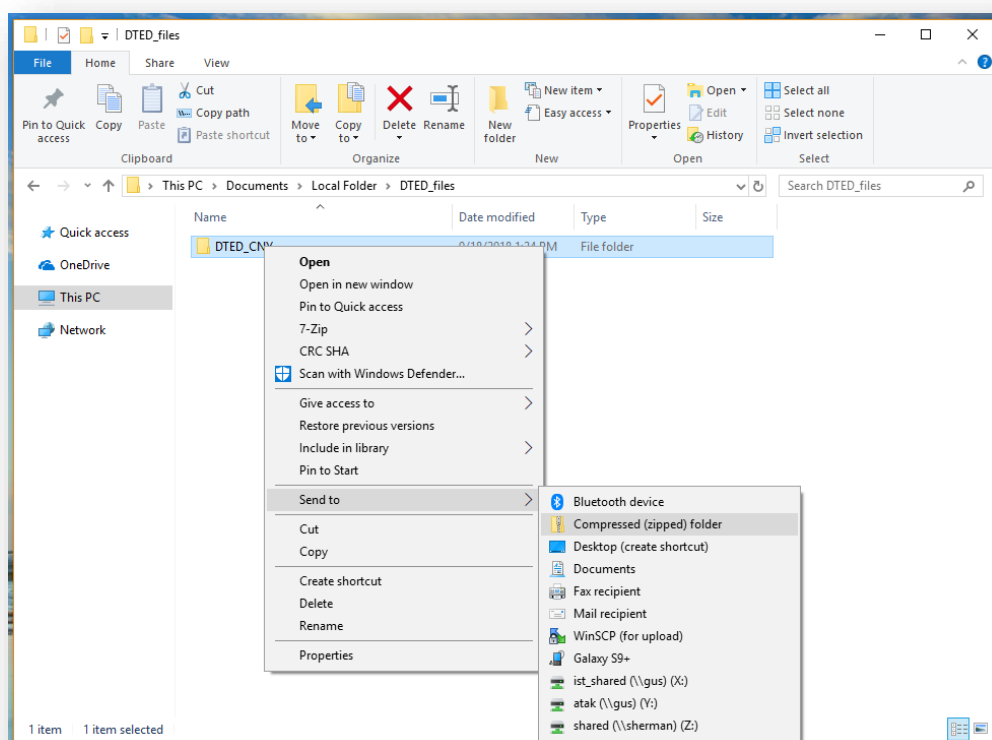 DTED_files
File Home Share View
Pin to Quick access
Copy
Paste
Cut
Copy path
Paste shortcut
Clipboard
Move to
Copy to
Delete
Rename
Organize
New folder
New item
Easy access
New
Properties
Open
Edit
History
Open
Select all
Select none
Invert selection
Select
This PC > Documents > Local Folder > DTED_files
Search DTED_files
Name Date modified Type Size
Quick access
OneDrive
This PC
Network
DTED_CNY 9/18/2018 1:24 PM File folder
Open
Open in new window
Pin to Quick access
7-Zip
CRC SHA
Scan with Windows Defender...
Give access to
Restore previous versions
Include in library
Pin to Start
Send to
Cut
Copy
Create shortcut
Delete
Rename
Properties
Bluetooth device
Compressed (zipped) folder
Desktop (create shortcut)
Documents
Fax recipient
Mail recipient
WinSCP (for upload)
Galaxy S9+
ist_shared (\\gus) (X:)
atak (\\gus) (Y:)
shared (\\sherman) (Z:)
1 item 1 item selected